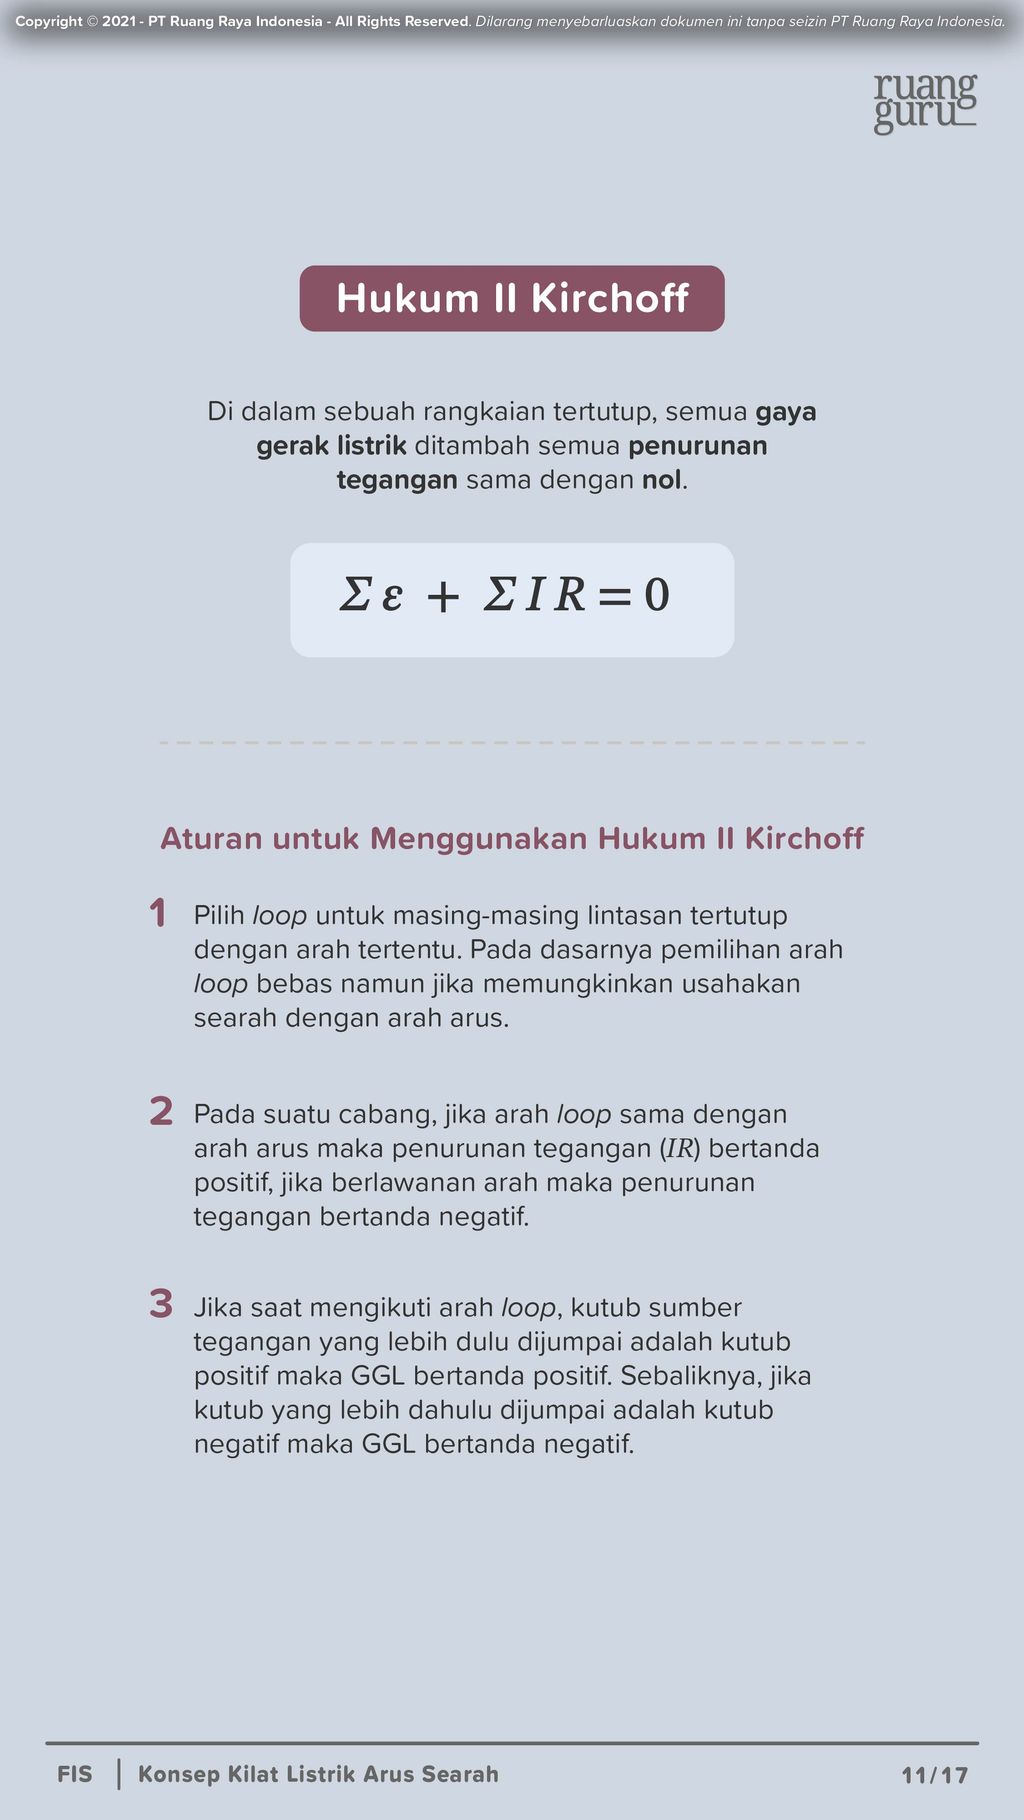 Copyright © 2021 - PT Ruang Raya Indonesia - All Rights Reserved. Dilarang menyebarluaskan dokumen ini tanpa seizin PT Ruang Raya Indonesia.
ruang
guru
Hukum II Kirchoff
Di dalam sebuah rangkaian tertutup, semua gaya
gerak listrik ditambah semua penurunan
tegangan sama dengan nol.
Σ ε + Σ I R = 0
Aturan untuk Menggunakan Hukum II Kirchoff
1 Pilih loop untuk masing-masing lintasan tertutup
dengan arah tertentu. Pada dasarnya pemilihan arah
loop bebas namun jika memungkinkan usahakan
searah dengan arah arus.
2 Pada suatu cabang, jika arah loop sama dengan
arah arus maka penurunan tegangan (IR) bertanda
positif, jika berlawanan arah maka penurunan
tegangan bertanda negatif.
3 Jika saat mengikuti arah loop, kutub sumber
tegangan yang lebih dulu dijumpai adalah kutub
positif maka GGL bertanda positif. Sebaliknya, jika
kutub yang lebih dahulu dijumpai adalah kutub
negatif maka GGL bertanda negatif.
FIS | Konsep Kilat Listrik Arus Searah 11/17